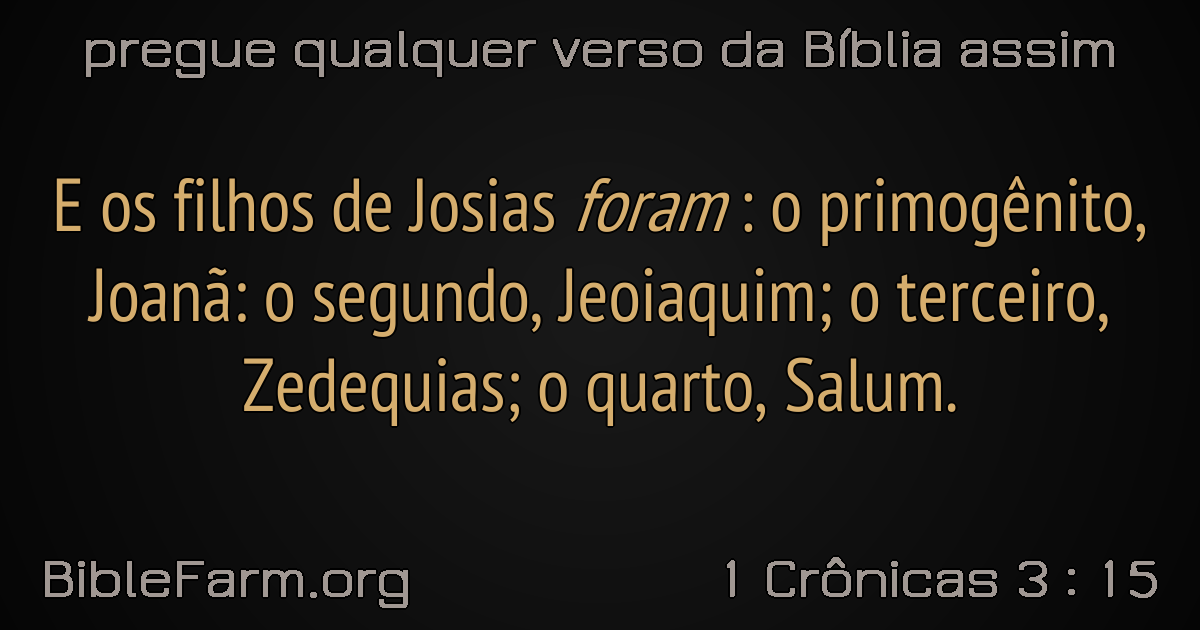 pregue qualquer verso da Bíblia assim
E os filhos de Josias foram : o primogênito,
Joanã: o segundo, Jeoiaquim; o terceiro,
Zedequias; o quarto, Salum.
BibleFarm.org
1 Crônicas 3 : 15